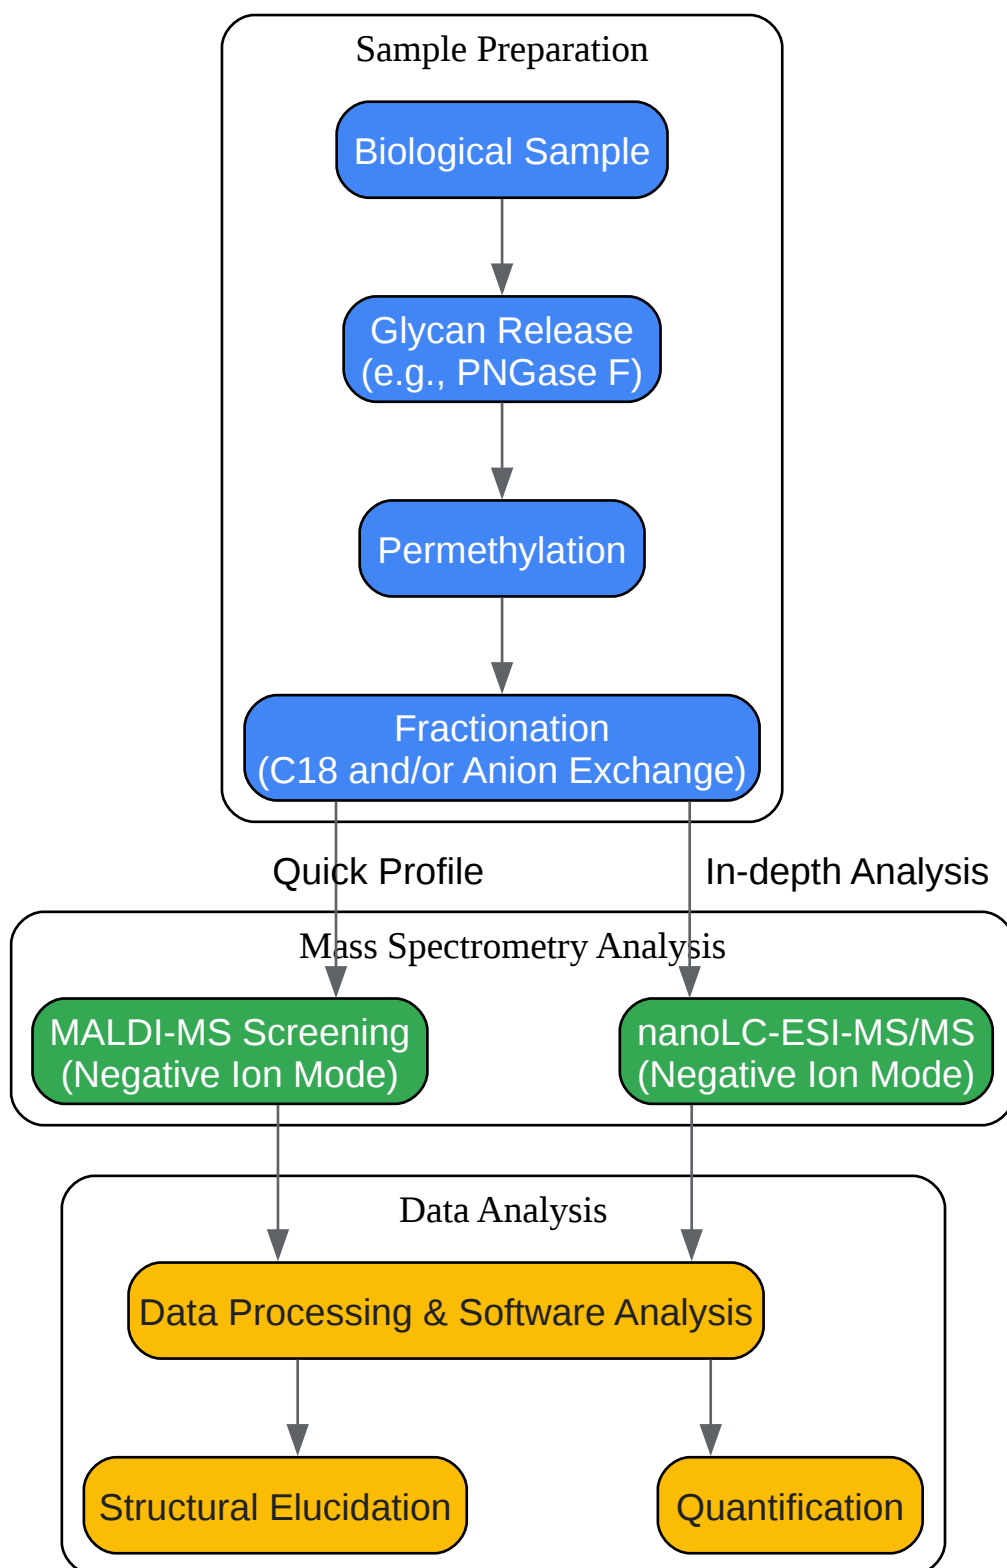 Sample Preparation
Biological Sample
Glycan Release
(e.g., PNGase F)
Permethylation
Fractionation
(C18 and/or Anion Exchange)
Quick Profile
In-depth Analysis
Mass Spectrometry Analysis
MALDI-MS Screening
(Negative Ion Mode)
nanoLC-ESI-MS/MS
(Negative Ion Mode)
Data Analysis
Data Processing & Software Analysis
Structural Elucidation
Quantification